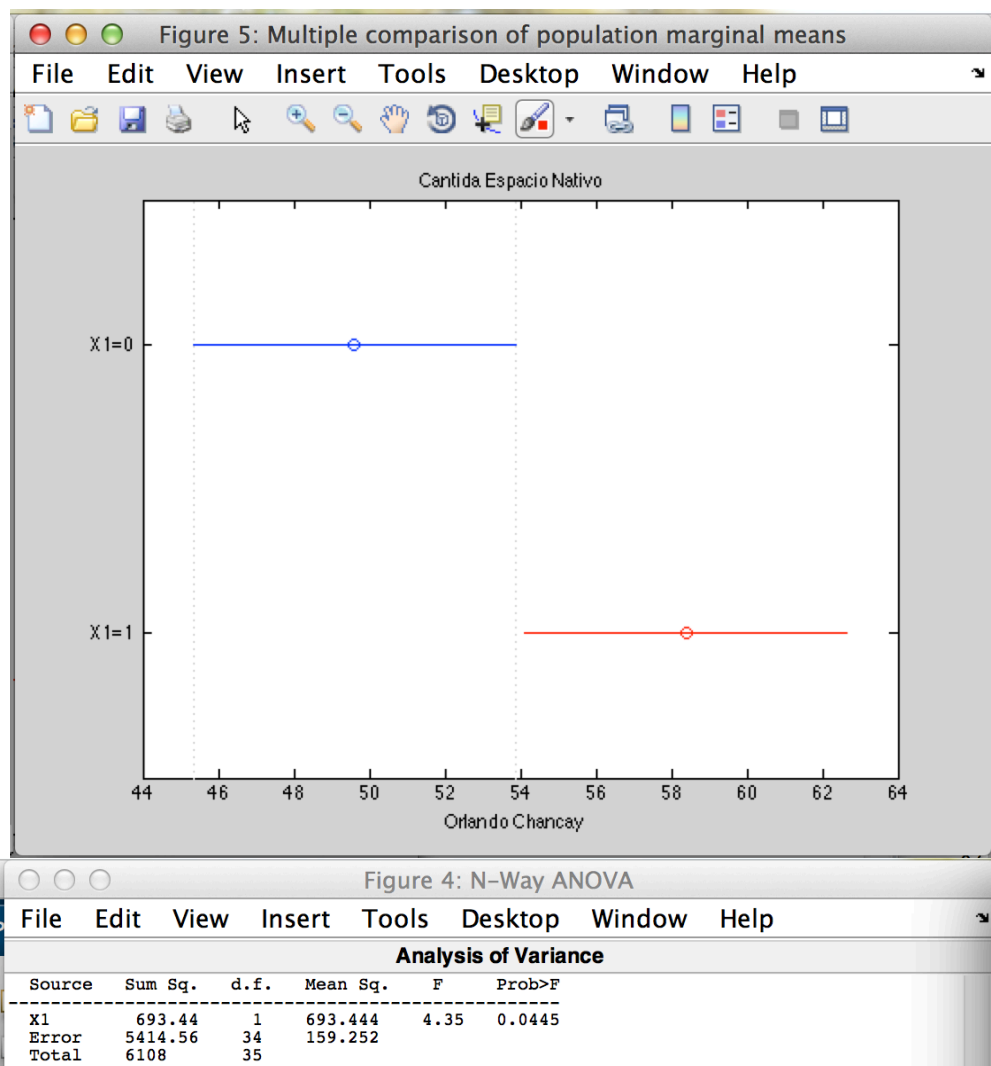 Figure 5: Multiple comparison of population marginal means
File Edit View Insert Tools Desktop Window Help
Cantida Espacio Nativo
X1=0
X1=1
44 46 48 50 52 54 56 58 60 62 64
Orlando Chancay
Figure 4: N-Way ANOVA
File Edit View Insert Tools Desktop Window Help
Analysis of Variance
Source Sum Sq. d.f. Mean Sq. F Prob>F
X1 693.44 1 693.444 4.35 0.0445
Error 5414.56 34 159.252
Total 6108 35